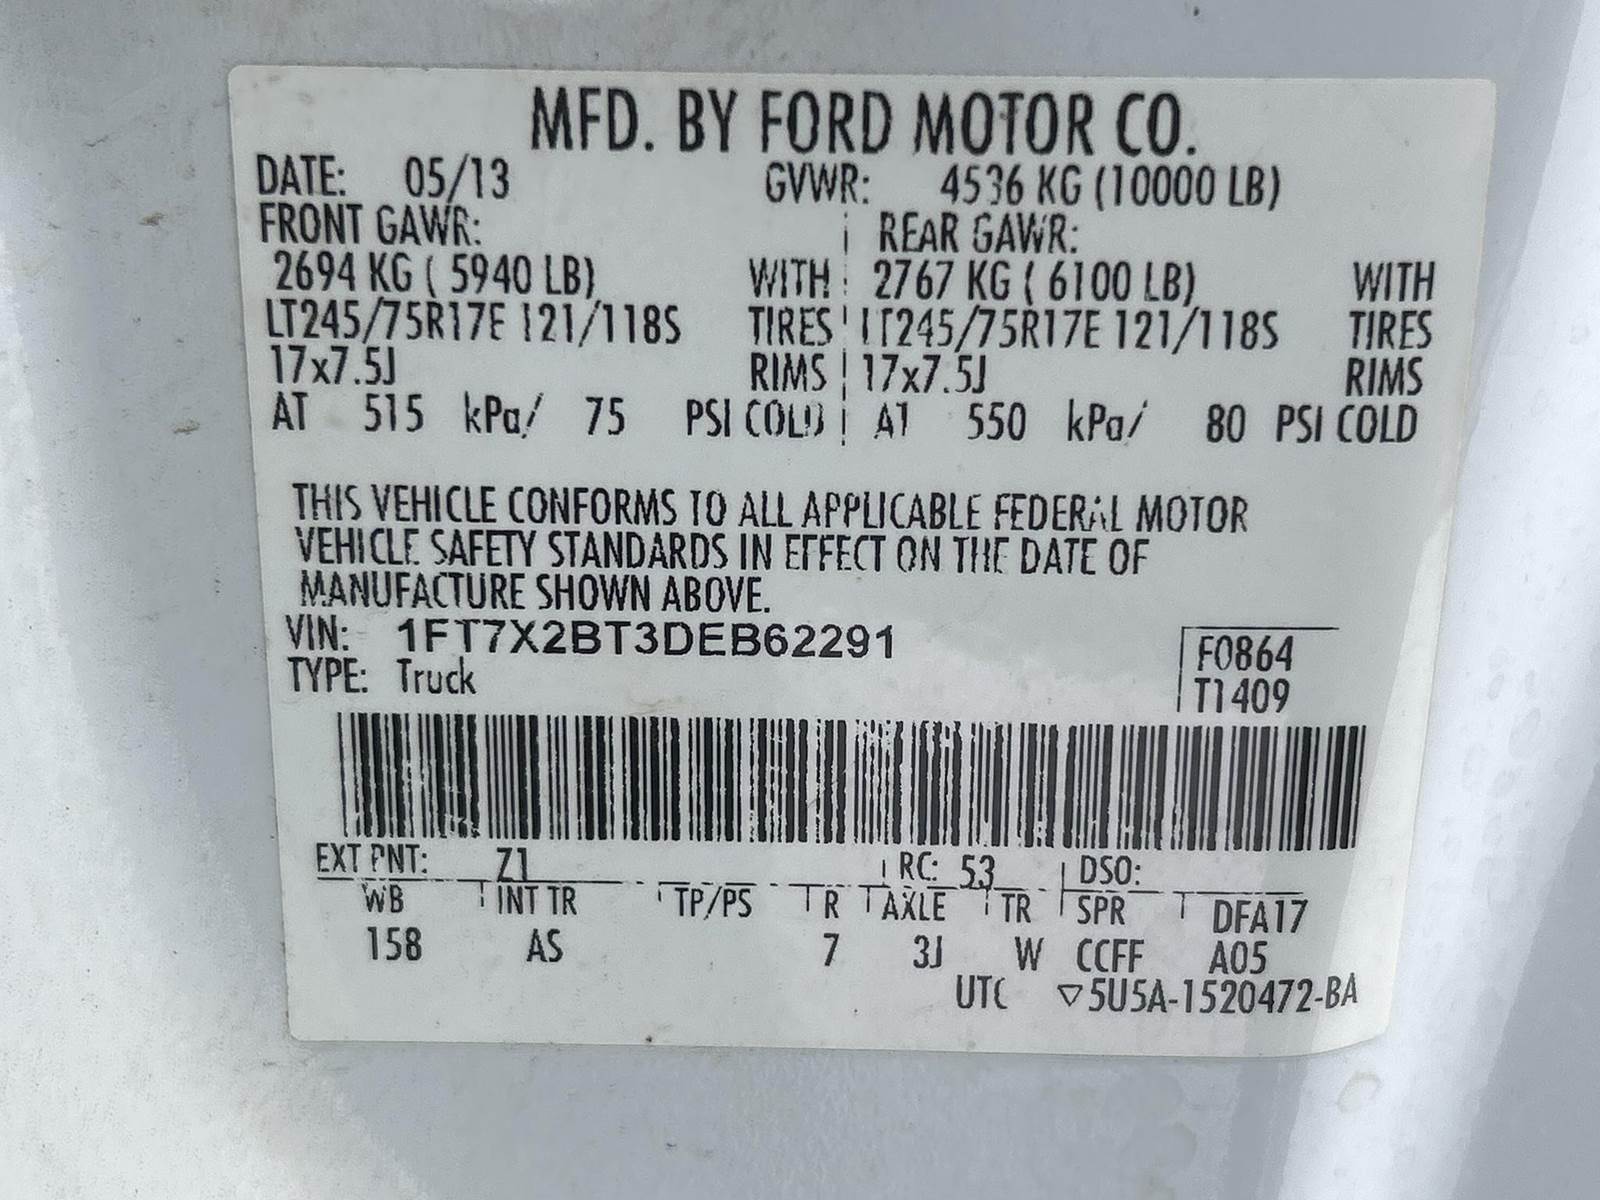 MFD. BY FORD MOTOR CO.
DATE: 05/13 GVWR: 4536 KG (10000 LB)
FRONT GAWR: REAR GAWR:
2694 KG ( 5940 LB) WITH 2767 KG ( 6100 LB) WITH
LT245/75R17E 121/118S TIRES LT245/75R17E 121/118S TIRES
17x7.5J RIMS 17x7.5J RIMS
AT 515 kPa/ 75 PSI COLD AT 550 kPa/ 80 PSI COLD
THIS VEHICLE CONFORMS TO ALL APPLICABLE FEDERAL MOTOR
VEHICLE SAFETY STANDARDS IN EFFECT ON THE DATE OF
MANUFACTURE SHOWN ABOVE.
VIN: 1FT7X2BT3DEB62291
TYPE: Truck
F0864
T1409
EXT PNT: Z1 RC: 53 DSO:
WB INT TR TP/PS R AXLE TR SPR DFA17
158 AS 7 3J W CCFF A05
UTC ▽5U5A-1520472-BA